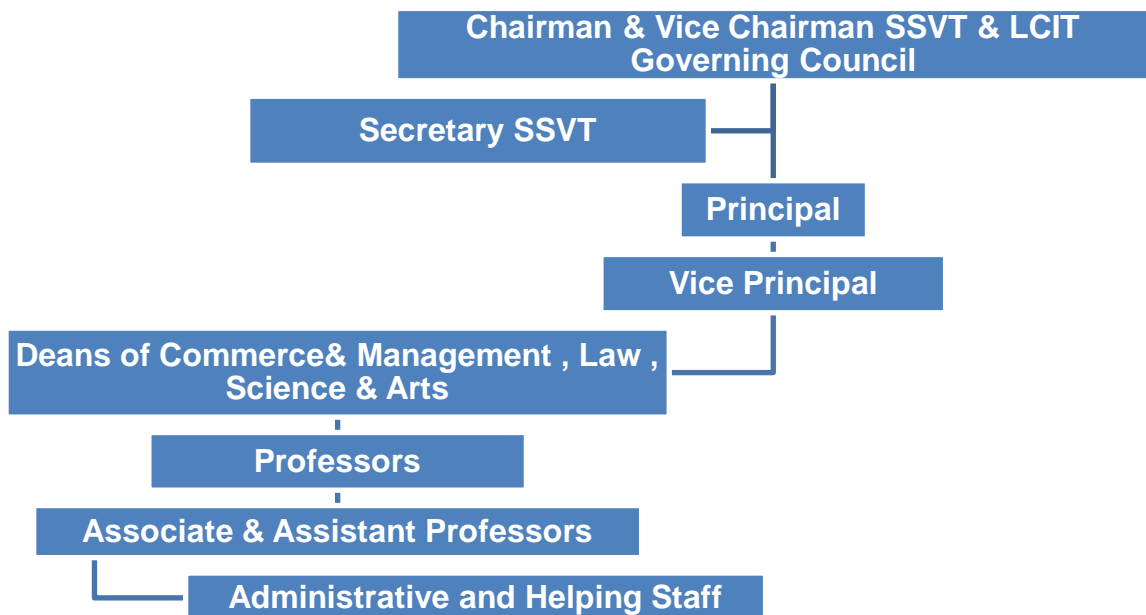 Chairman & Vice Chairman SSVT & LCIT
Governing Council
Secretary SSVT
Principal
Vice Principal
Deans of Commerce& Management , Law ,
Science & Arts
Professors
Associate & Assistant Professors
Administrative and Helping Staff